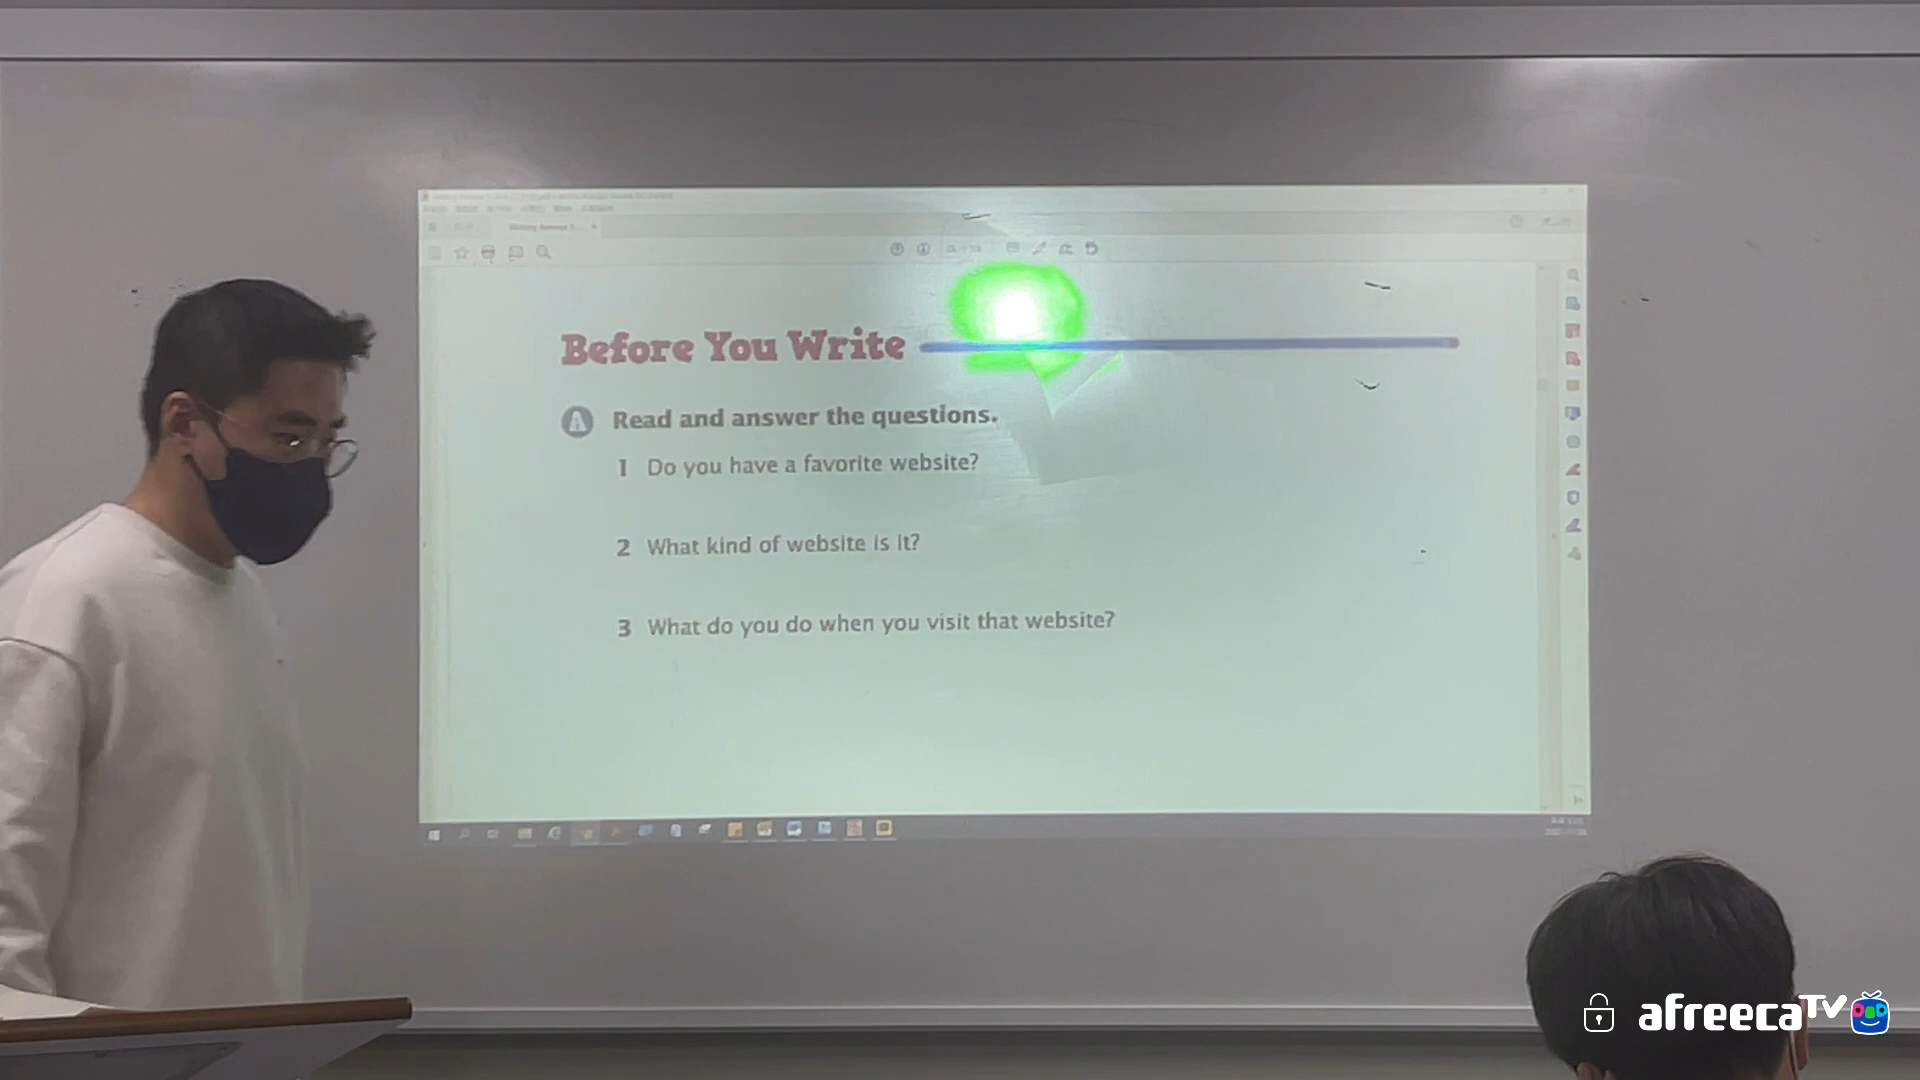 Before You Write
A Read and answer the questions.
1 Do you have a favorite website?
2 What kind of website is it?
3 What do you do when you visit that website?
afreecaTV